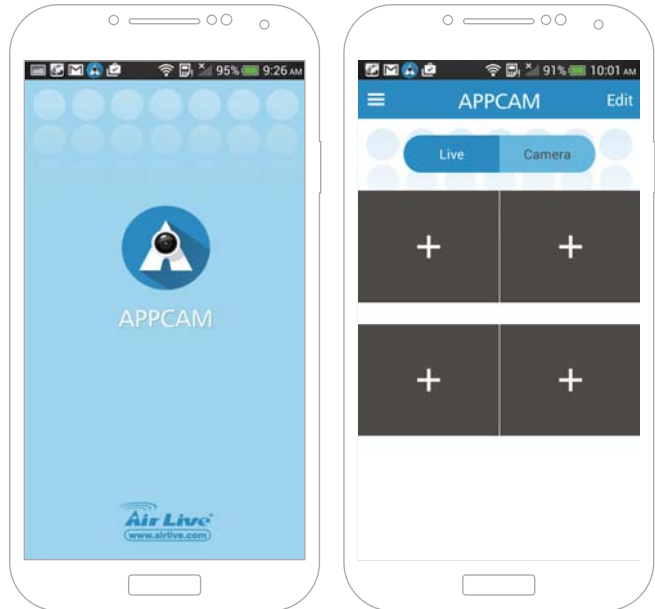 95% 9:26 AM
APPCAM
Air Live
www.airlive.com
91% 10:01 AM
APPCAM Edit
Live Camera